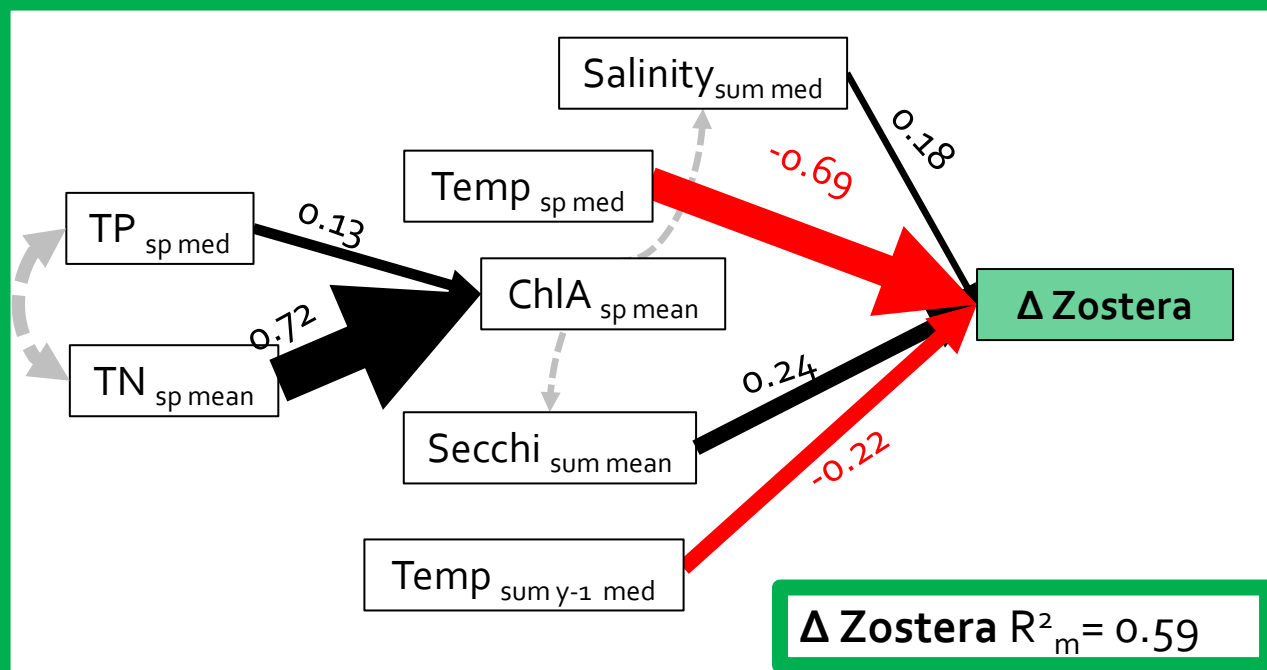 Salinity sum med
0.18
-0.69
Temp sp med
TP sp med
0.13
ChlA sp mean
Δ Zostera
0.72
TN sp mean
0.24
Secchi sum mean
-0.22
Temp sum y-1 med
Δ Zostera R²m= 0.59